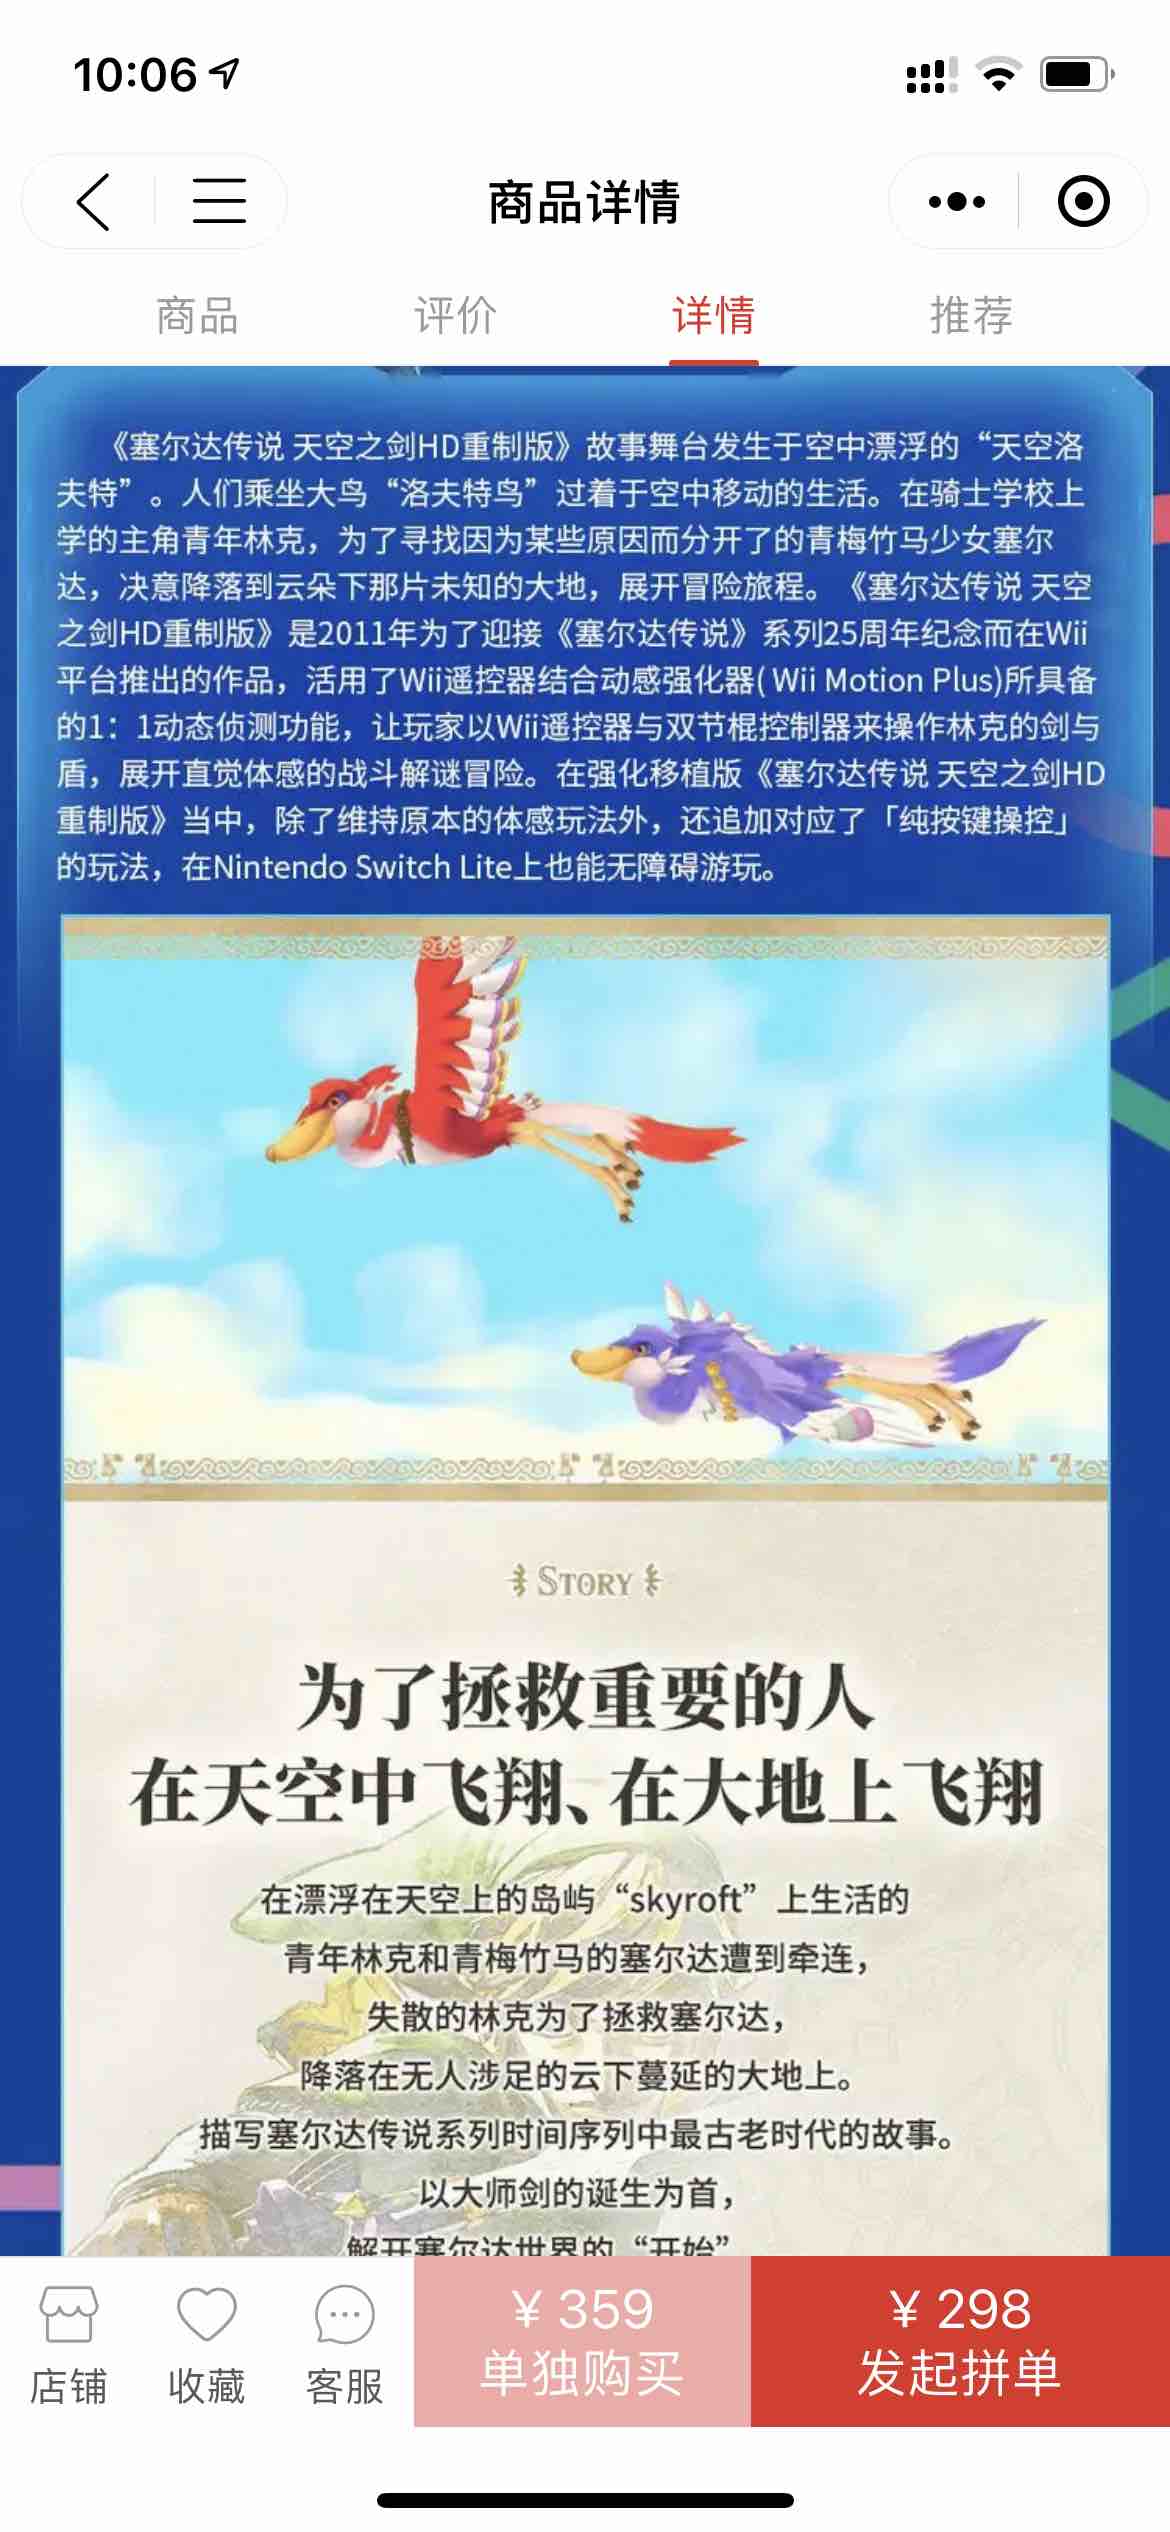 10:06
商品详情
商品 评价 详情 推荐
《塞尔达传说 天空之剑HD重制版》故事舞台发生于空中漂浮的“天空洛
夫特”。人们乘坐大鸟“洛夫特鸟”过着于空中移动的生活。在骑士学校上
学的主角青年林克，为了寻找因为某些原因而分开了的青梅竹马少女塞尔
达，决意降落到云朵下那片未知的大地，展开冒险旅程。《塞尔达传说 天空
之剑HD重制版》是2011年为了迎接《塞尔达传说》系列25周年纪念而在Wii
平台推出的作品，活用了Wii遥控器结合动感强化器( Wii Motion Plus)所具备
的1：1动态侦测功能，让玩家以Wii遥控器与双节棍控制器来操作林克的剑与
盾，展开直觉体感的战斗解谜冒险。在强化移植版《塞尔达传说 天空之剑HD
重制版》当中，除了维持原本的体感玩法外，还追加对应了「纯按键操控」
的玩法，在Nintendo Switch Lite上也能无障碍游玩。
STORY
为了拯救重要的人
在天空中飞翔、在大地上飞翔
在漂浮在天空上的岛屿“skyroft”上生活的
青年林克和青梅竹马的塞尔达遭到牵连，
失散的林克为了拯救塞尔达，
降落在无人涉足的云下蔓延的大地上。
描写塞尔达传说系列时间序列中最古老时代的故事。
以大师剑的诞生为首，
解开塞尔达世界的“开始”
店铺 收藏 客服
¥ 359
单独购买
¥ 298
发起拼单